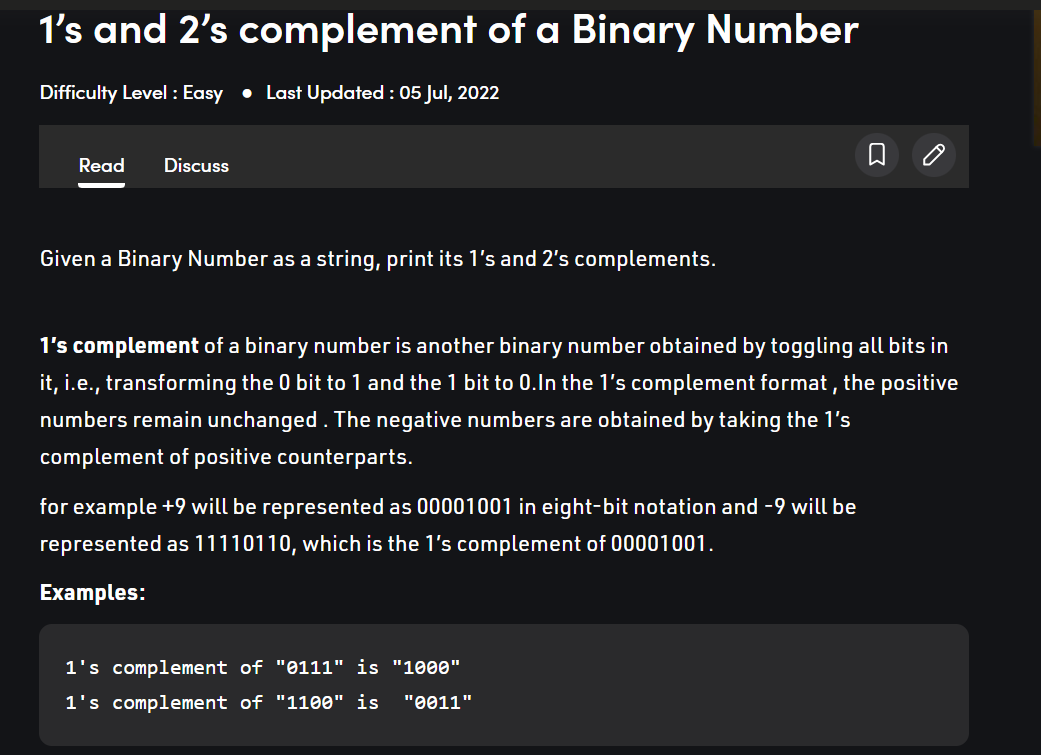 1’s and 2’s complement of a Binary Number
Difficulty Level : Easy ● Last Updated : 05 Jul, 2022
Read Discuss
Given a Binary Number as a string, print its 1’s and 2’s complements.
1’s complement of a binary number is another binary number obtained by toggling all bits in
it, i.e., transforming the 0 bit to 1 and the 1 bit to 0.In the 1’s complement format , the positive
numbers remain unchanged . The negative numbers are obtained by taking the 1’s
complement of positive counterparts.
for example +9 will be represented as 00001001 in eight-bit notation and -9 will be
represented as 11110110, which is the 1’s complement of 00001001.
Examples:
1's complement of "0111" is "1000"
1's complement of "1100" is  "0011"